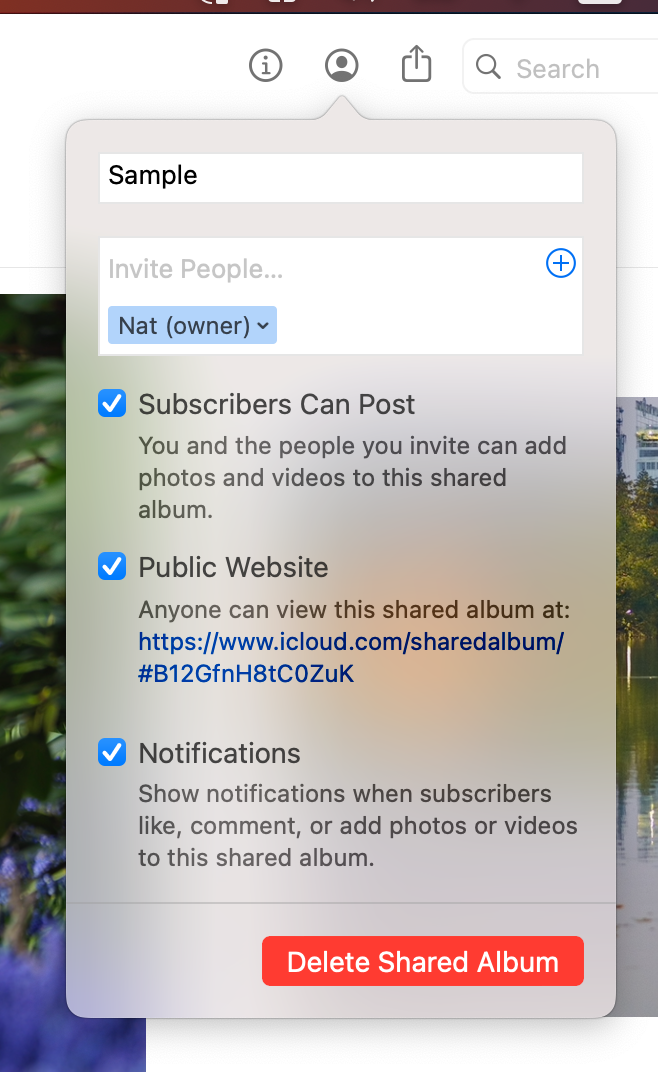 Search
Sample
Invite People...
Nat (owner)
Subscribers Can Post
You and the people you invite can add
photos and videos to this shared
album.
Public Website
Anyone can view this shared album at:
https://www.icloud.com/sharedalbum/
#B12GfnH8tC0ZuK
Notifications
Show notifications when subscribers
like, comment, or add photos or videos
to this shared album.
Delete Shared Album